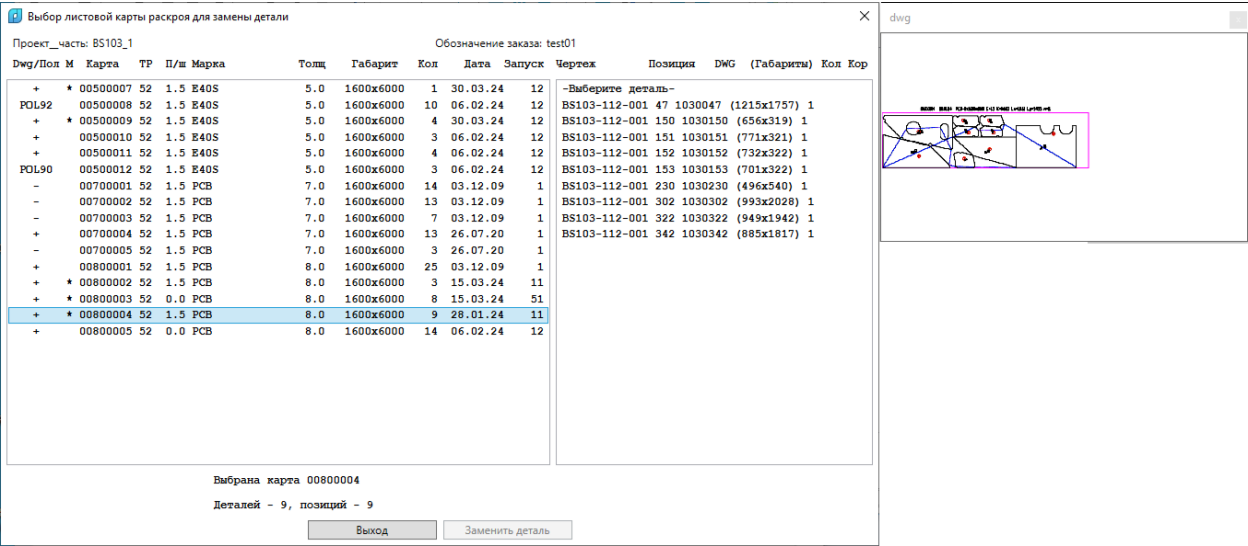 Выбор листовой карты раскроя для замены детали
dwg
Проект__часть: BS103_1
Обозначение заказа: test01
Dwg/Пол М Карта ТР П/ш Марка Толщ Габарит Кол Дата Запуск
+ * 00500007 52 1.5 E40S 5.0 1600x6000 1 30.03.24 12
POL92 00500008 52 1.5 E40S 5.0 1600x6000 10 06.02.24 12
+ * 00500009 52 1.5 E40S 5.0 1600x6000 4 30.03.24 12
+ 00500010 52 1.5 E40S 5.0 1600x6000 3 06.02.24 12
+ 00500011 52 1.5 E40S 5.0 1600x6000 4 06.02.24 12
POL90 00500012 52 1.5 E40S 5.0 1600x6000 3 06.02.24 12
- 00700001 52 1.5 PCB 7.0 1600x6000 14 03.12.09 1
- 00700002 52 1.5 PCB 7.0 1600x6000 13 03.12.09 1
- 00700003 52 1.5 PCB 7.0 1600x6000 7 03.12.09 1
+ 00700004 52 1.5 PCB 7.0 1600x6000 13 26.07.20 1
- 00700005 52 1.5 PCB 7.0 1600x6000 3 26.07.20 1
+ 00800001 52 1.5 PCB 8.0 1600x6000 25 03.12.09 1
+ * 00800002 52 1.5 PCB 8.0 1600x6000 3 15.03.24 11
+ * 00800003 52 0.0 PCB 8.0 1600x6000 8 15.03.24 51
+ * 00800004 52 1.5 PCB 8.0 1600x6000 9 28.01.24 11
+ 00800005 52 0.0 PCB 8.0 1600x6000 14 06.02.24 12
Чертеж Позиция DWG (Габариты) Кол Кор
-Выберите деталь-
BS103-112-001 47 1030047 (1215x1757) 1
BS103-112-001 150 1030150 (656x319) 1
BS103-112-001 151 1030151 (771x321) 1
BS103-112-001 152 1030152 (732x322) 1
BS103-112-001 153 1030153 (701x322) 1
BS103-112-001 230 1030230 (496x540) 1
BS103-112-001 302 1030302 (993x2028) 1
BS103-112-001 322 1030322 (949x1942) 1
BS103-112-001 342 1030342 (885x1817) 1
Выбрана карта 00800004
Деталей - 9, позиций - 9
Выход
Заменить деталь